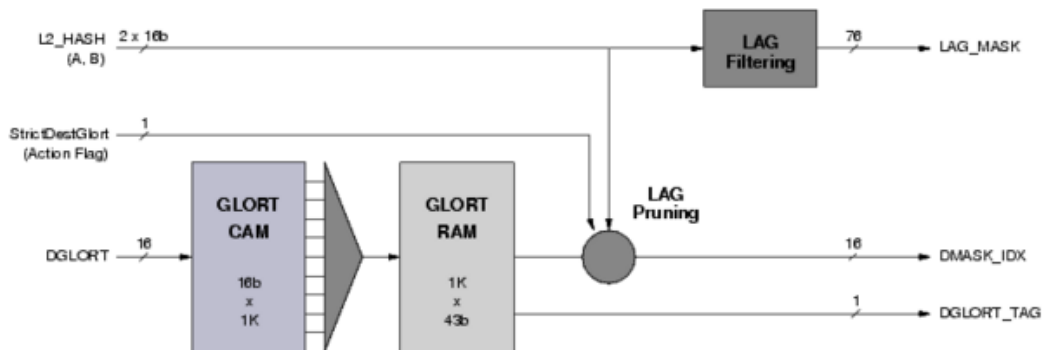 L2_HASH
(A, B)
2 x 16b
LAG
Filtering
76
LAG_MASK
StrictDestGlort
(Action Flag)
1
LAG
Pruning
DGLORT
16
GLORT
CAM
16b
x
1K
GLORT
RAM
1K
x
43b
16
DMASK_IDX
1
DGLORT_TAG